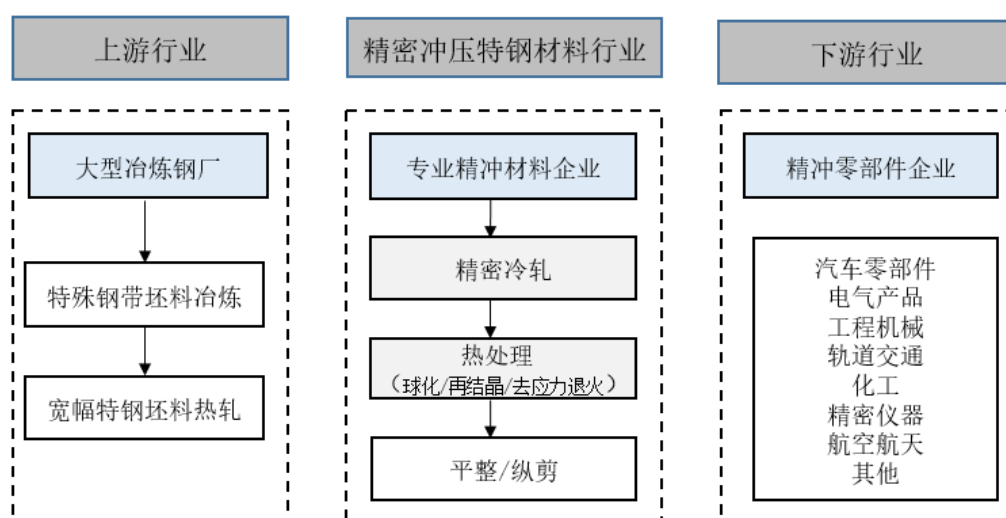 上游行业
大型冶炼钢厂
特殊钢带坯料冶炼
宽幅特钢坯料热轧
精密冲压特钢材料行业
专业精冲材料企业
精密冷轧
热处理
（球化/再结晶/去应力退火）
平整/纵剪
下游行业
精冲零部件企业
汽车零部件
电气产品
工程机械
轨道交通
化工
精密仪器
航空航天
其他